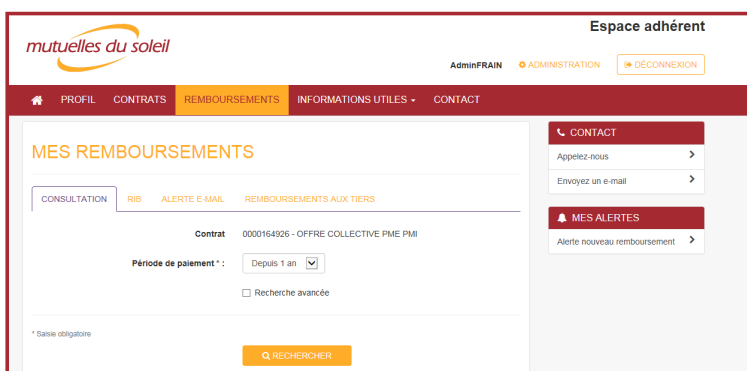 Espace adhérent
mutuelles du soleil
AdminFRAIN ADMINISTRATION DÉCONNEXION
PROFIL CONTRATS REMBOURSEMENTS INFORMATIONS UTILES CONTACT
MES REMBOURSEMENTS
CONSULTATION RIB ALERTE E-MAIL REMBOURSEMENTS AUX TIERS
Contrat 0000164926 - OFFRE COLLECTIVE PME PMI
Période de paiement * : Depuis 1 an
Recherche avancée
* Saisie obligatoire
RECHERCHER
CONTACT
Appelez-nous
Envoyez un e-mail
MES ALERTES
Alerte nouveau remboursement